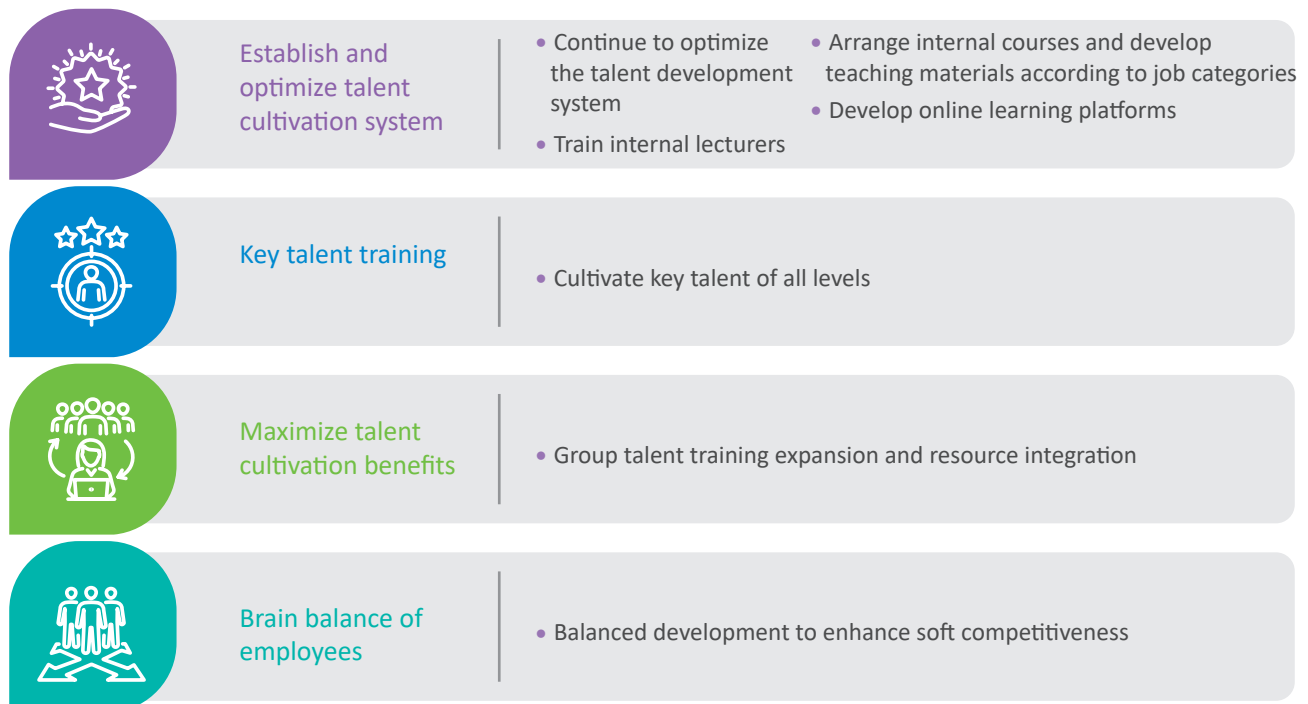 Establish and
optimize talent
cultivation system
• Continue to optimize
the talent development
system
• Train internal lecturers
• Arrange internal courses and develop
teaching materials according to job categories
• Develop online learning platforms
Key talent training
• Cultivate key talent of all levels
Maximize talent
cultivation benefits
• Group talent training expansion and resource integration
Brain balance of
employees
• Balanced development to enhance soft competitiveness